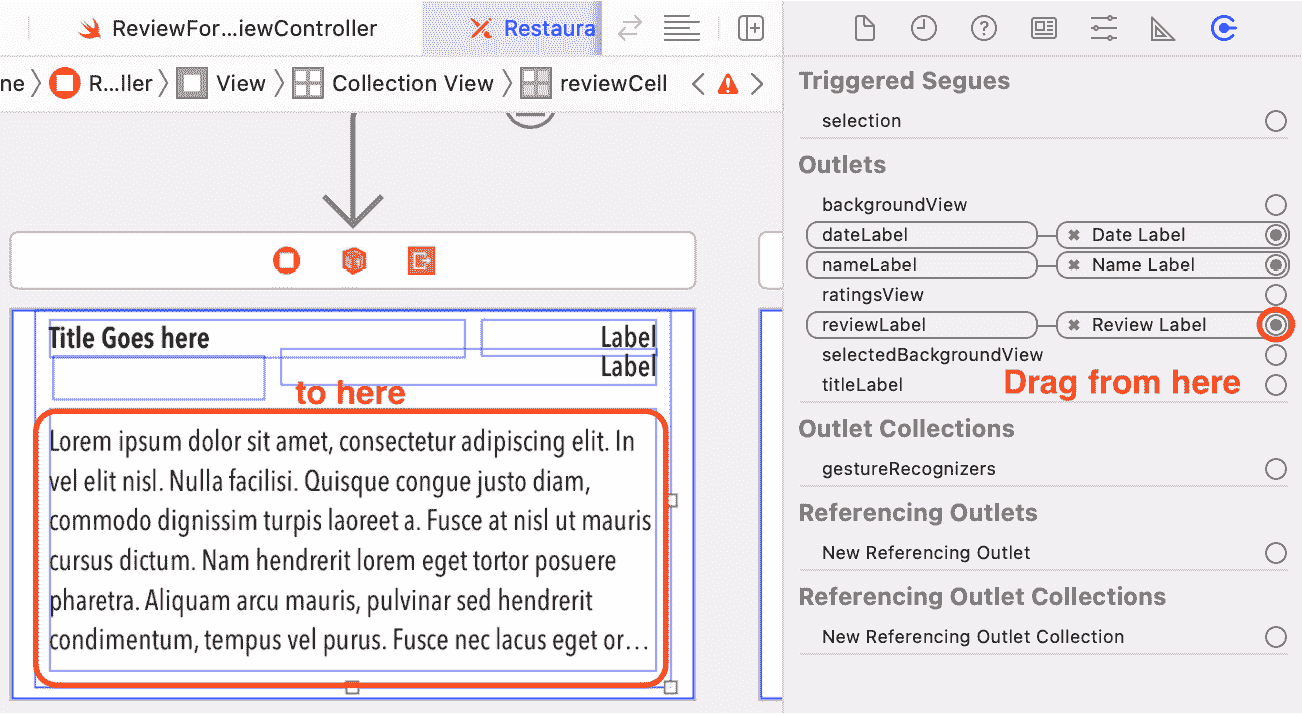 ReviewFor...iewController
Restaura
ne
R...ller
View
Collection View
reviewCell
Title Goes here
Label
Label
to here
Lorem ipsum dolor sit amet, consectetur adipiscing elit. In
vel elit nisl. Nulla facilisi. Quisque congue justo diam,
commodo dignissim turpis laoreet a. Fusce at nisl ut mauris
cursus dictum. Nam hendrerit lorem eget tortor posuere
pharetra. Aliquam arcu mauris, pulvinar sed hendrerit
condimentum, tempus vel purus. Fusce nec lacus eget or...
Triggered Segues
selection
Outlets
backgroundView
dateLabel
Date Label
nameLabel
Name Label
ratingsView
reviewLabel
Review Label
selectedBackgroundView
titleLabel
Drag from here
Outlet Collections
gestureRecognizers
Referencing Outlets
New Referencing Outlet
Referencing Outlet Collections
New Referencing Outlet Collection